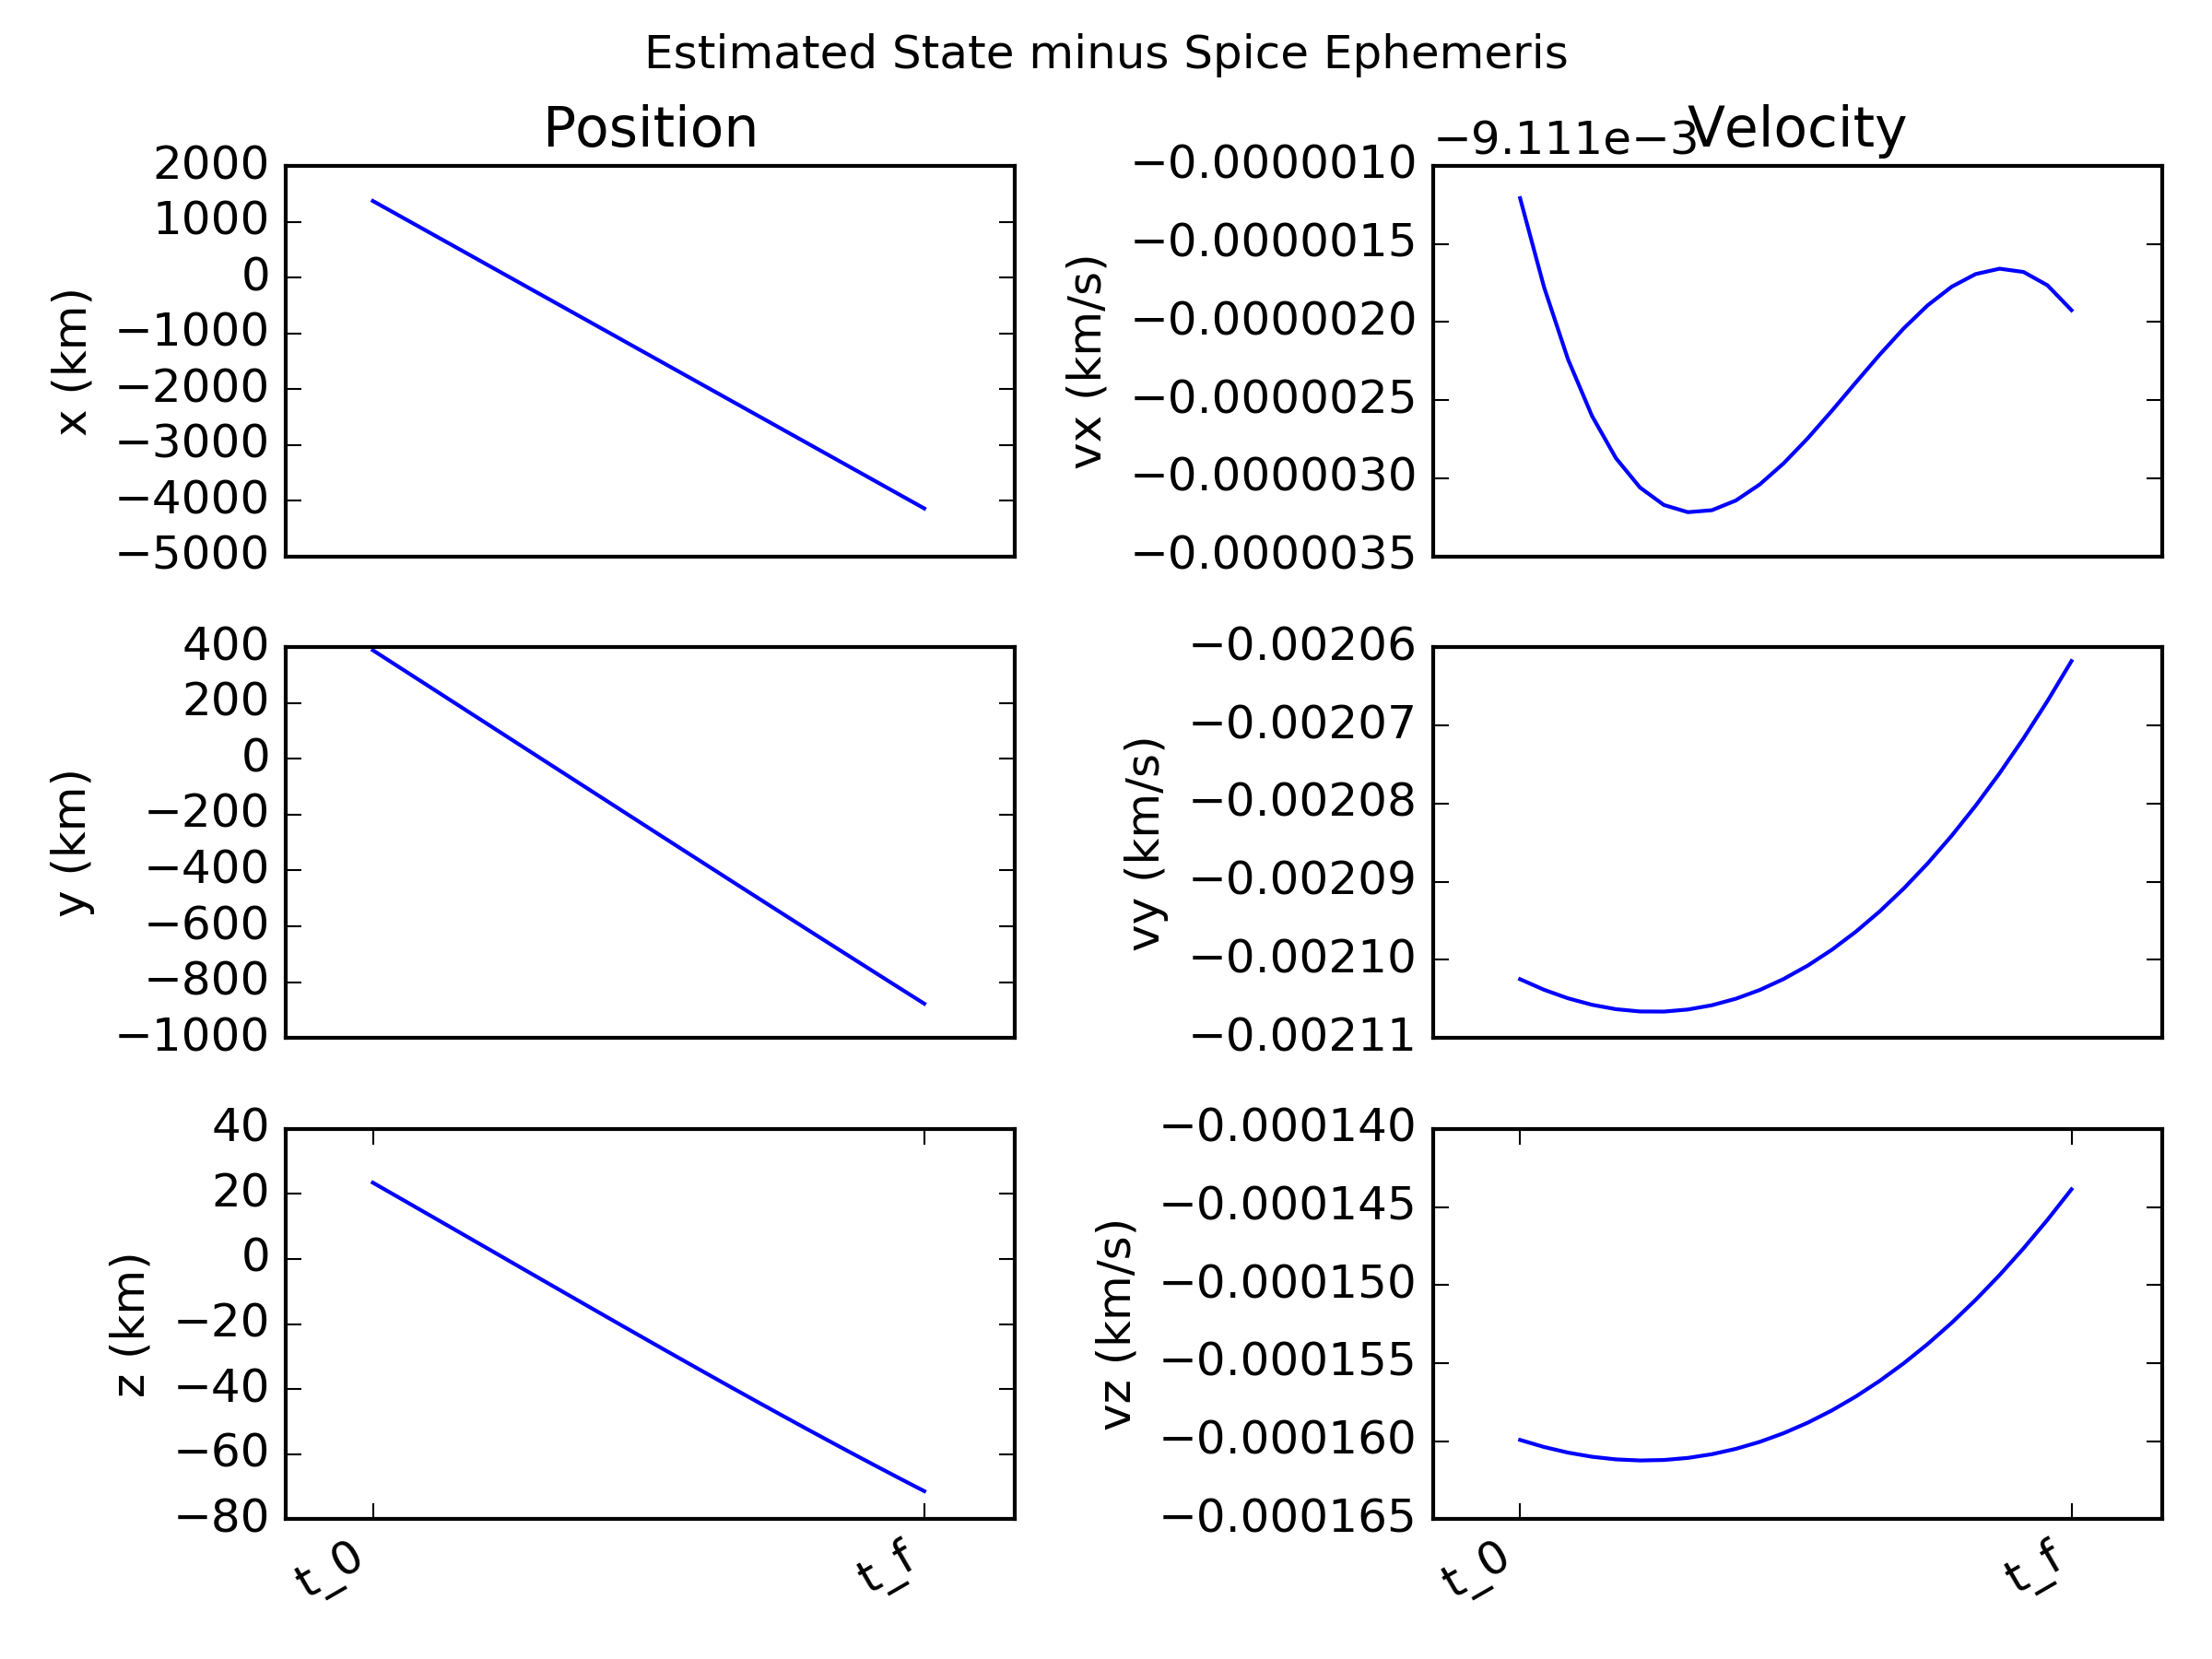 Estimated State minus Spice Ephemeris
Position
2000
1000
0
−1000
−2000
−3000
−4000
−5000
x (km)
−9.111e−3
Velocity
−0.0000010
−0.0000015
−0.0000020
−0.0000025
−0.0000030
−0.0000035
vx (km/s)
400
200
0
−200
−400
−600
−800
−1000
y (km)
−0.00206
−0.00207
−0.00208
−0.00209
−0.00210
−0.00211
vy (km/s)
40
20
0
−20
−40
−60
−80
z (km)
t_0
t_f
−0.000140
−0.000145
−0.000150
−0.000155
−0.000160
−0.000165
vz (km/s)
t_0
t_f